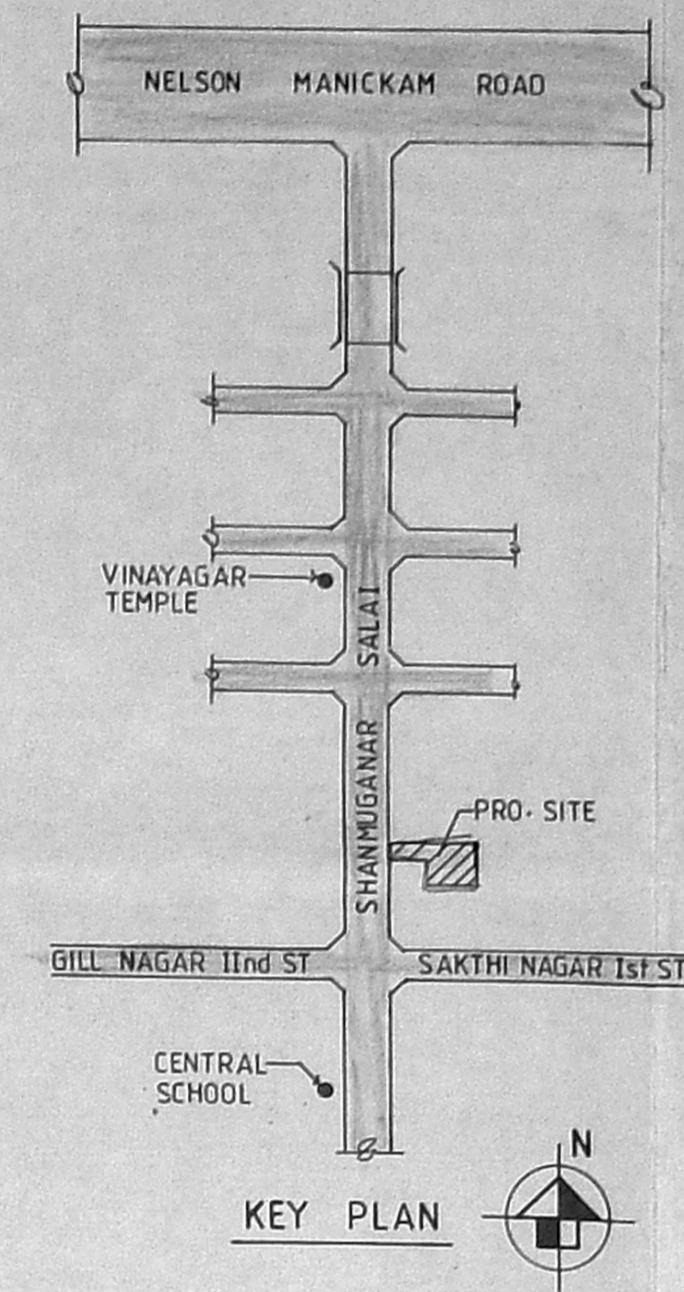 NELSON MANICKAM ROAD
VINAYAGAR
TEMPLE
SHANMUGANAR SALAI
PRO. SITE
GILL NAGAR IInd ST
SAKTHI NAGAR Ist ST
CENTRAL
SCHOOL
N
KEY PLAN